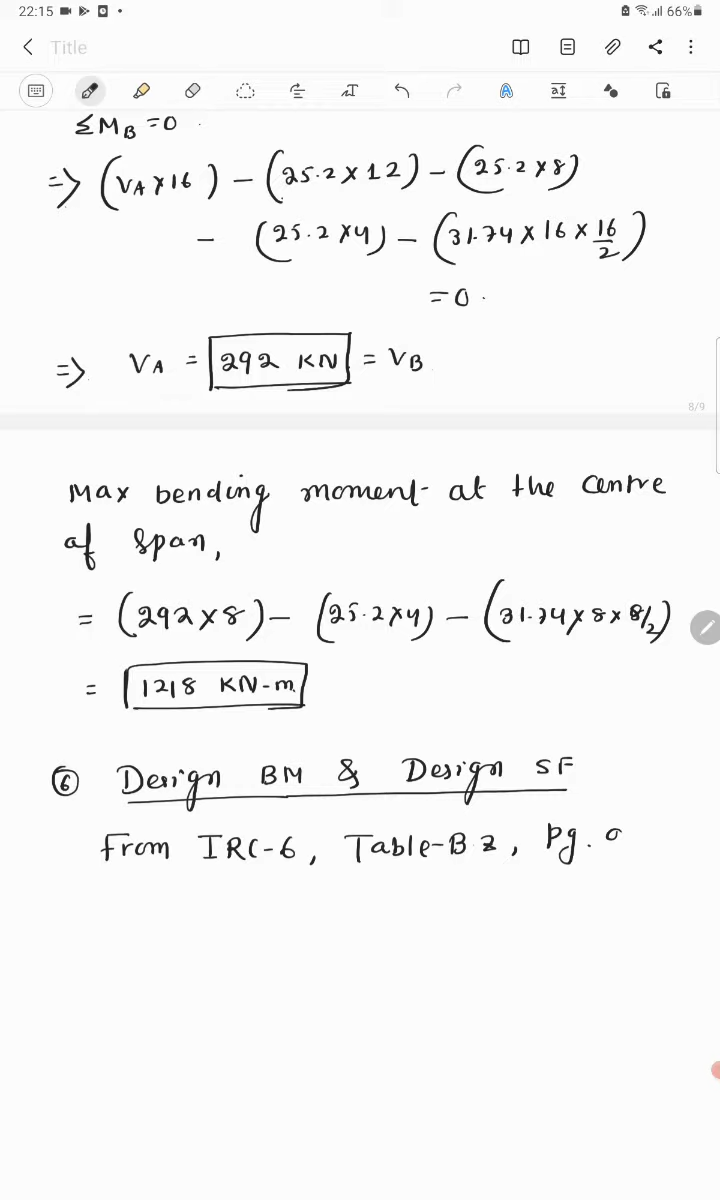 22:15 66%
Title
ΣM_B = 0
=> (V_A × 16) − (25.2 × 12) − (25.2 × 8)
− (25.2 × 4) − (31.74 × 16 × 16/2)
= 0.
=> V_A = 292 KN = V_B
8/9
Max bending moment at the centre
of span,
= (292 × 8) − (25.2 × 4) − (31.74 × 8 × 8/2)
= 1218 KN-m.
⑥ Design BM & Design SF
From IRC-6, Table-B2, Pg.